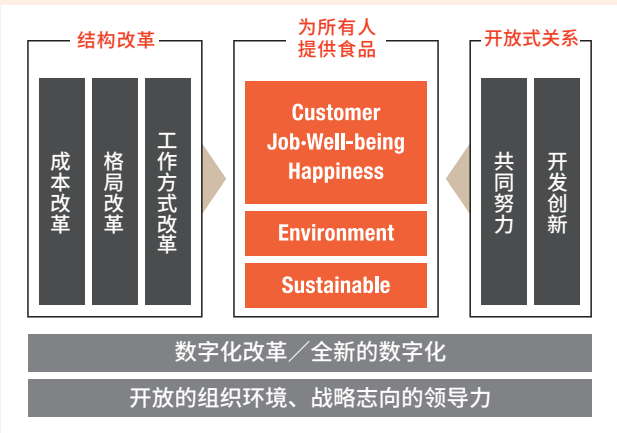 结构改革
成本改革
格局改革
工作方式改革
为所有人
提供食品
Customer
Job·Well-being
Happiness
Environment
Sustainable
开放式关系
共同努力
开发创新
数字化改革／全新的数字化
开放的组织环境、战略志向的领导力